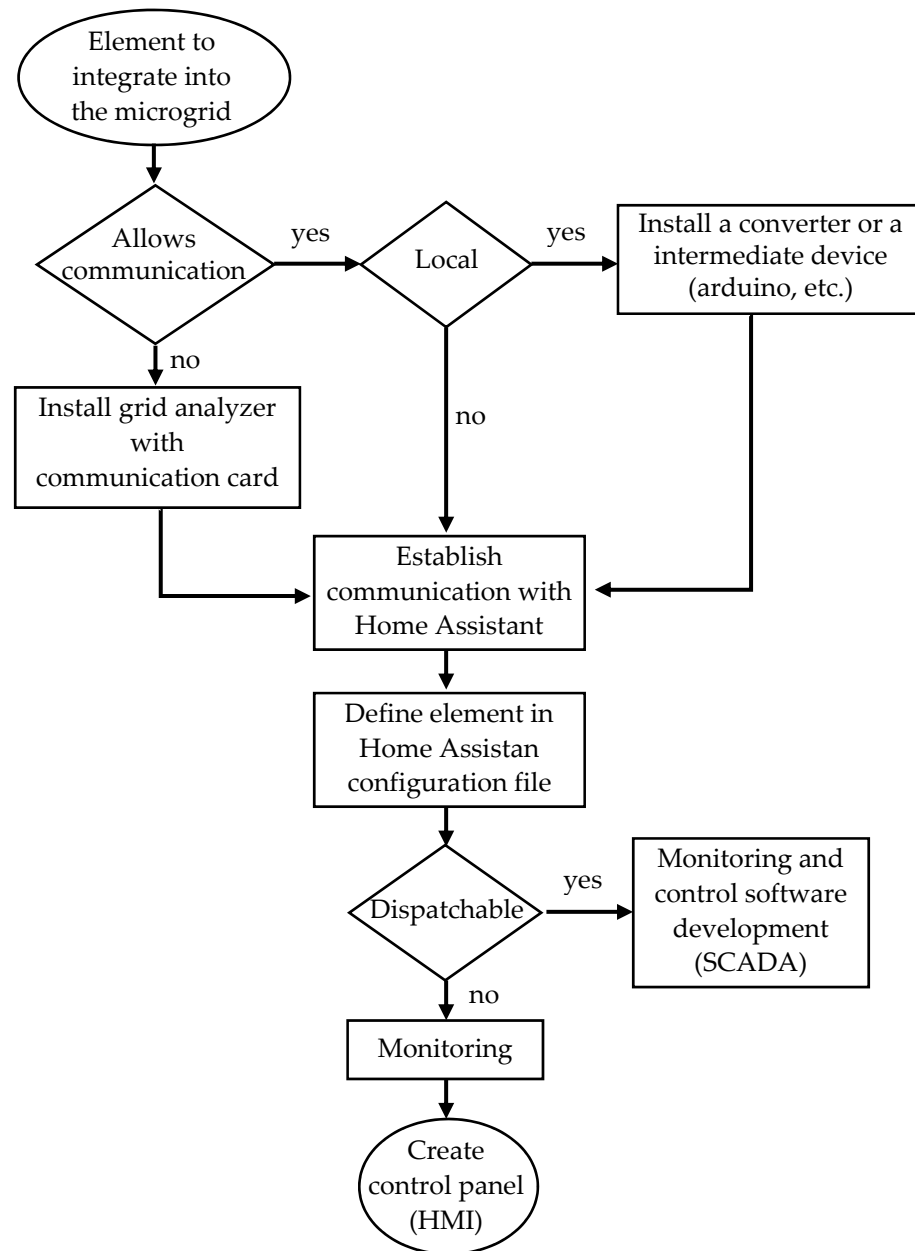 Element to
integrate into
the microgrid
Allows
communication
yes
Local
yes
Install a converter or a
intermediate device
(arduino, etc.)
no
Install grid analyzer
with
communication card
no
Establish
communication with
Home Assistant
Define element in
Home Assistan
configuration file
Dispatchable
yes
Monitoring and
control software
development
(SCADA)
no
Monitoring
Create
control panel
(HMI)